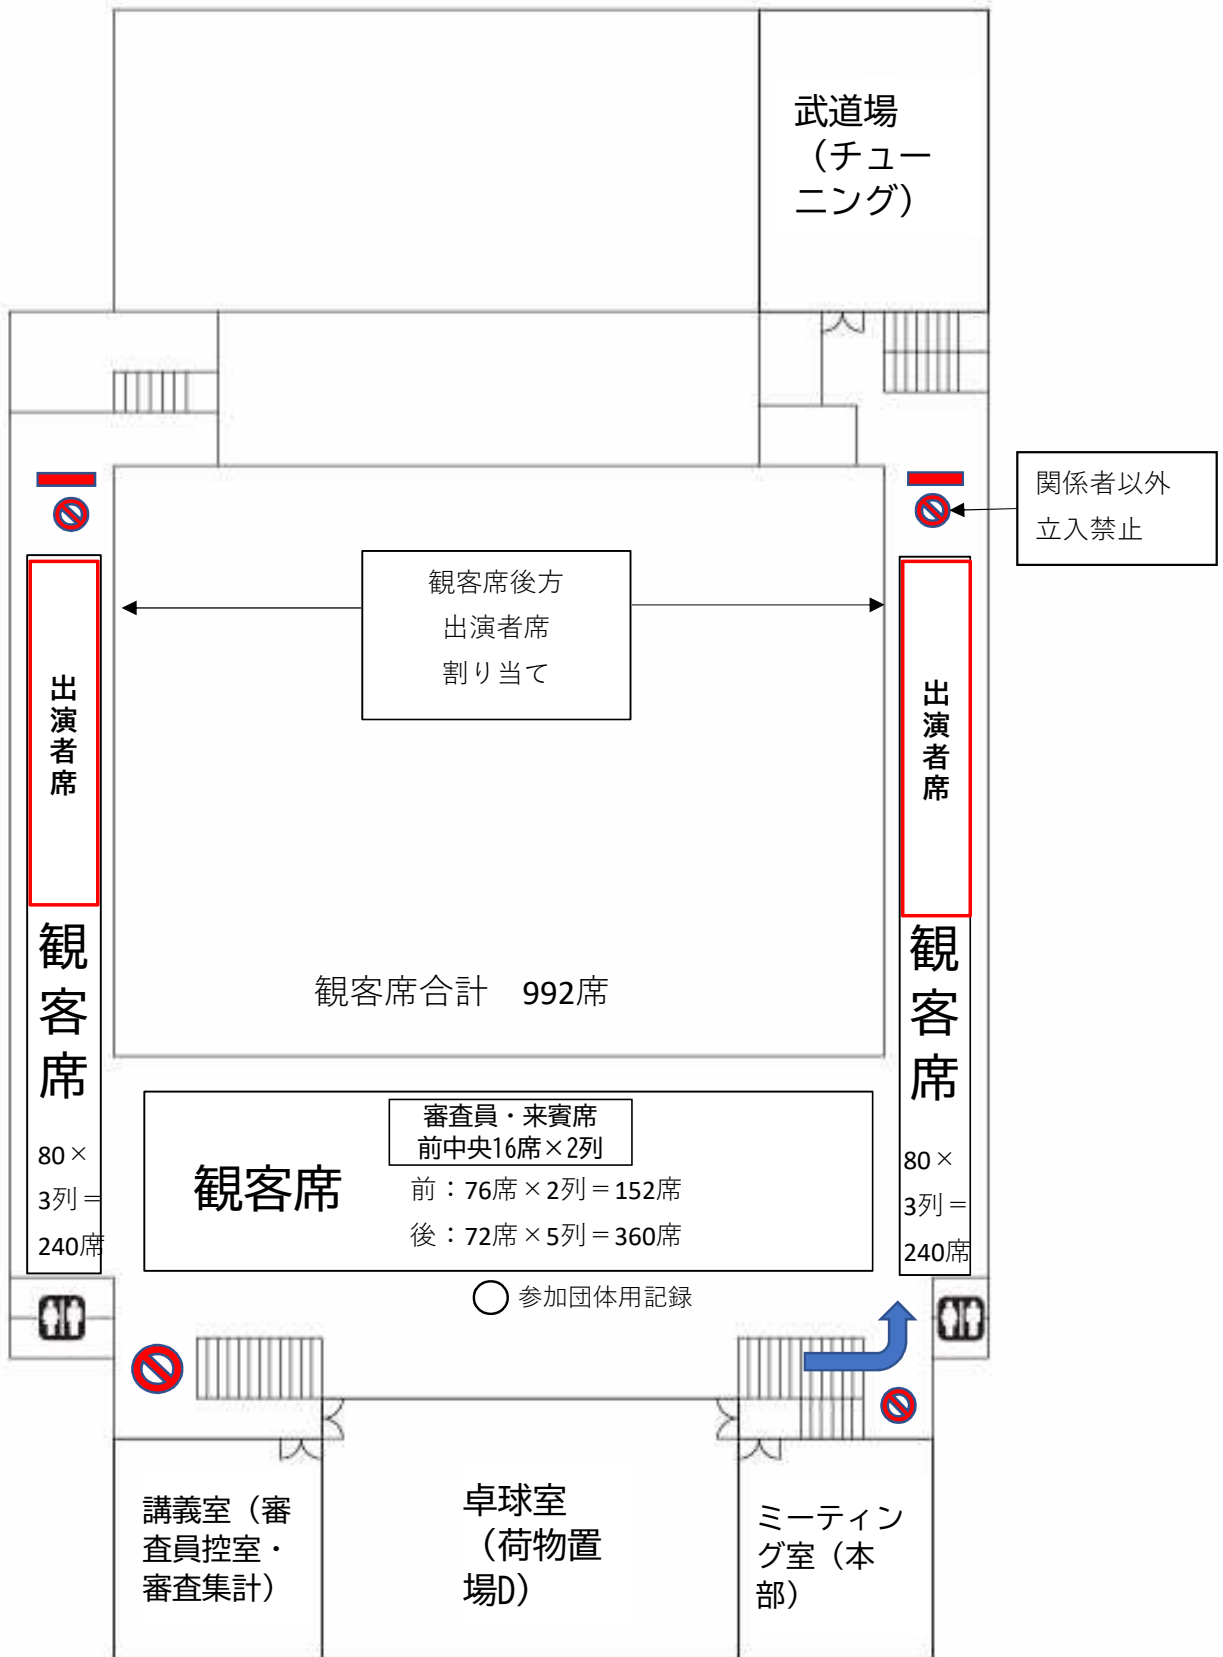 武道場
（チュー
ニング）
関係者以外
立入禁止
観客席後方
出演者席
割り当て
出演者席
出演者席
観客席合計　992席
観客席
80×
3列＝
240席
審査員・来賓席
前中央16席×2列
観客席
前：76席×2列＝152席
後：72席×5列＝360席
観客席
80×
3列＝
240席
参加団体用記録
講義室（審
査員控室・
審査集計）
卓球室
（荷物置
場D）
ミーティン
グ室（本
部）